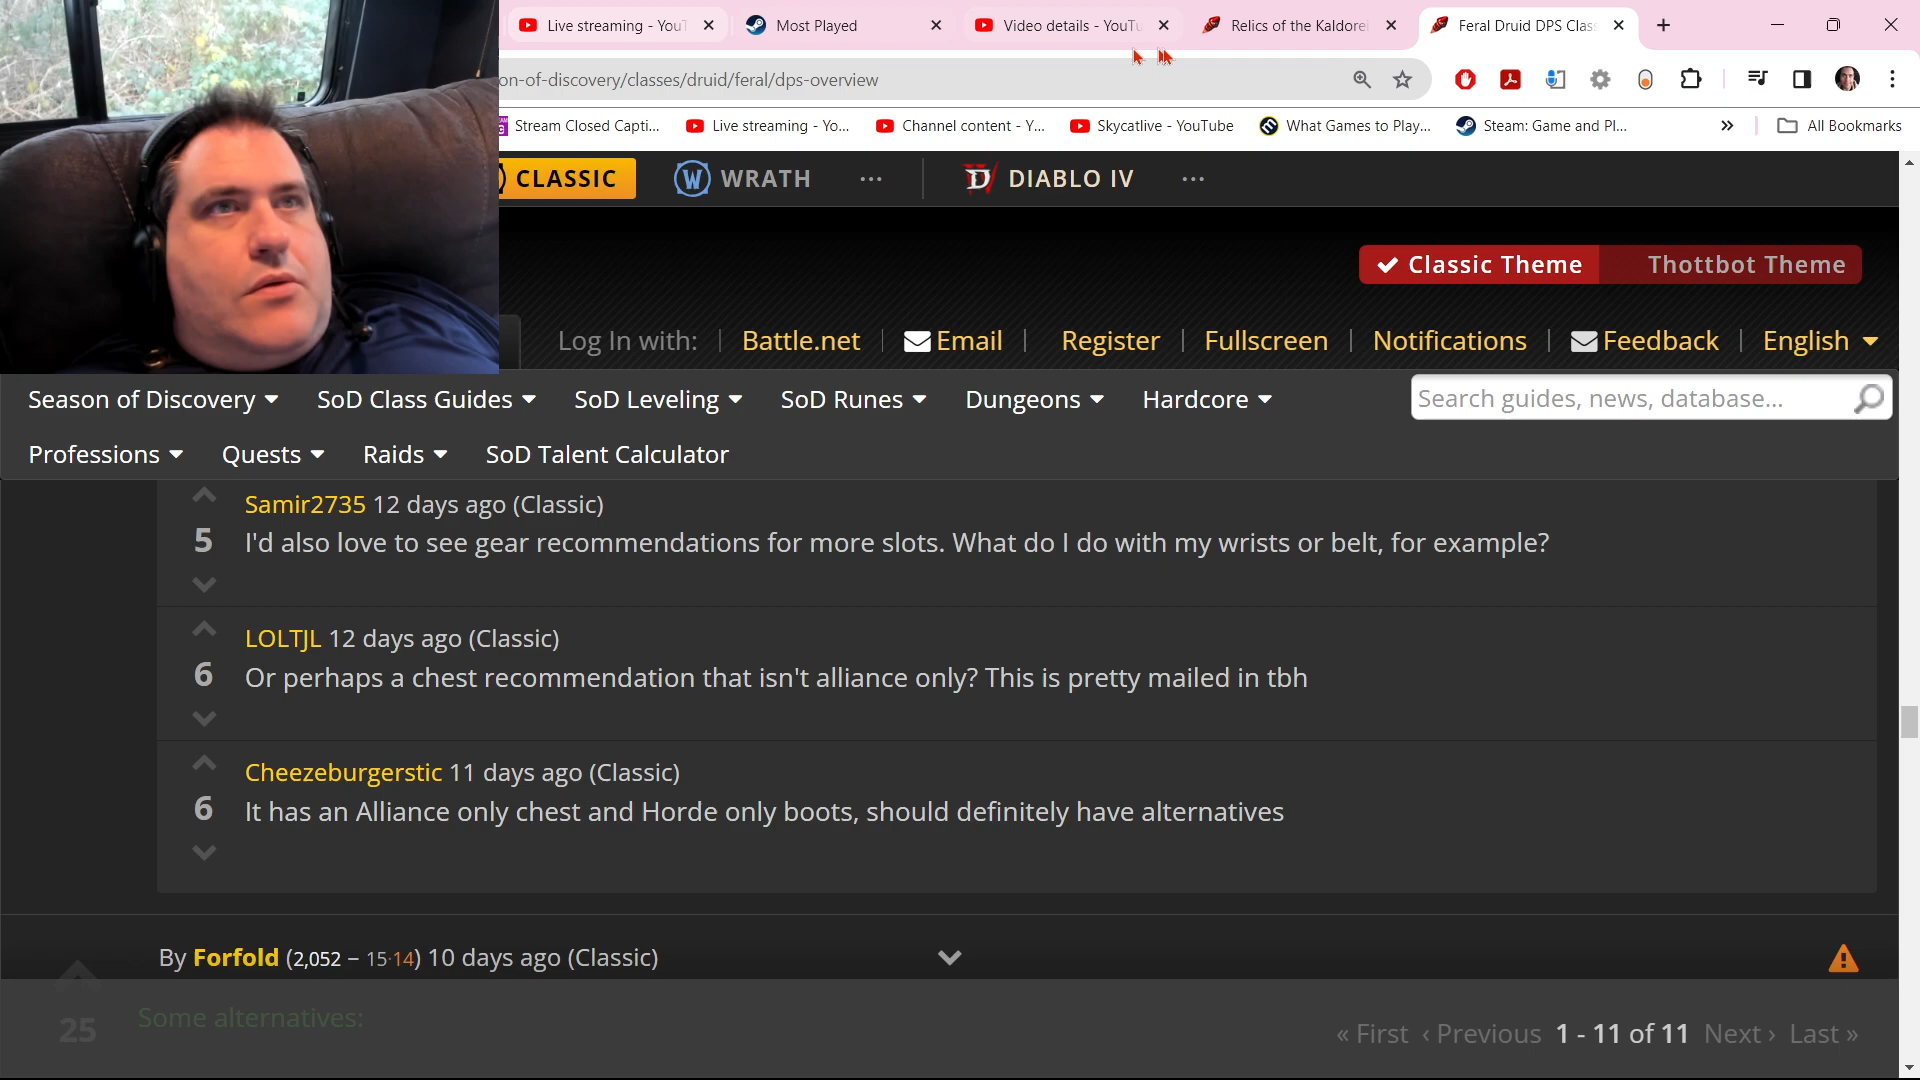 Live streaming - YouT
Most Played
Video details - YouTu
Relics of the Kaldorei
Feral Druid DPS Clas
on-of-discovery/classes/druid/feral/dps-overview
Stream Closed Capti...
Live streaming - Yo...
Channel content - Y...
Skycatlive - YouTube
What Games to Play...
Steam: Game and Pl...
» All Bookmarks
CLASSIC
WRATH ...
DIABLO IV ...
Classic Theme
Thottbot Theme
Log In with: | Battle.net | Email | Register | Fullscreen | Notifications | Feedback | English
Season of Discovery
SoD Class Guides
SoD Leveling
SoD Runes
Dungeons
Hardcore
Search guides, news, database...
Professions
Quests
Raids
SoD Talent Calculator
Samir2735 12 days ago (Classic)
5 I'd also love to see gear recommendations for more slots. What do I do with my wrists or belt, for example?
LOLTJL 12 days ago (Classic)
6 Or perhaps a chest recommendation that isn't alliance only? This is pretty mailed in tbh
Cheezeburgerstic 11 days ago (Classic)
6 It has an Alliance only chest and Horde only boots, should definitely have alternatives
By Forfold (2,052 – 15·14) 10 days ago (Classic)
25 Some alternatives:
« First ‹ Previous 1 - 11 of 11 Next › Last »